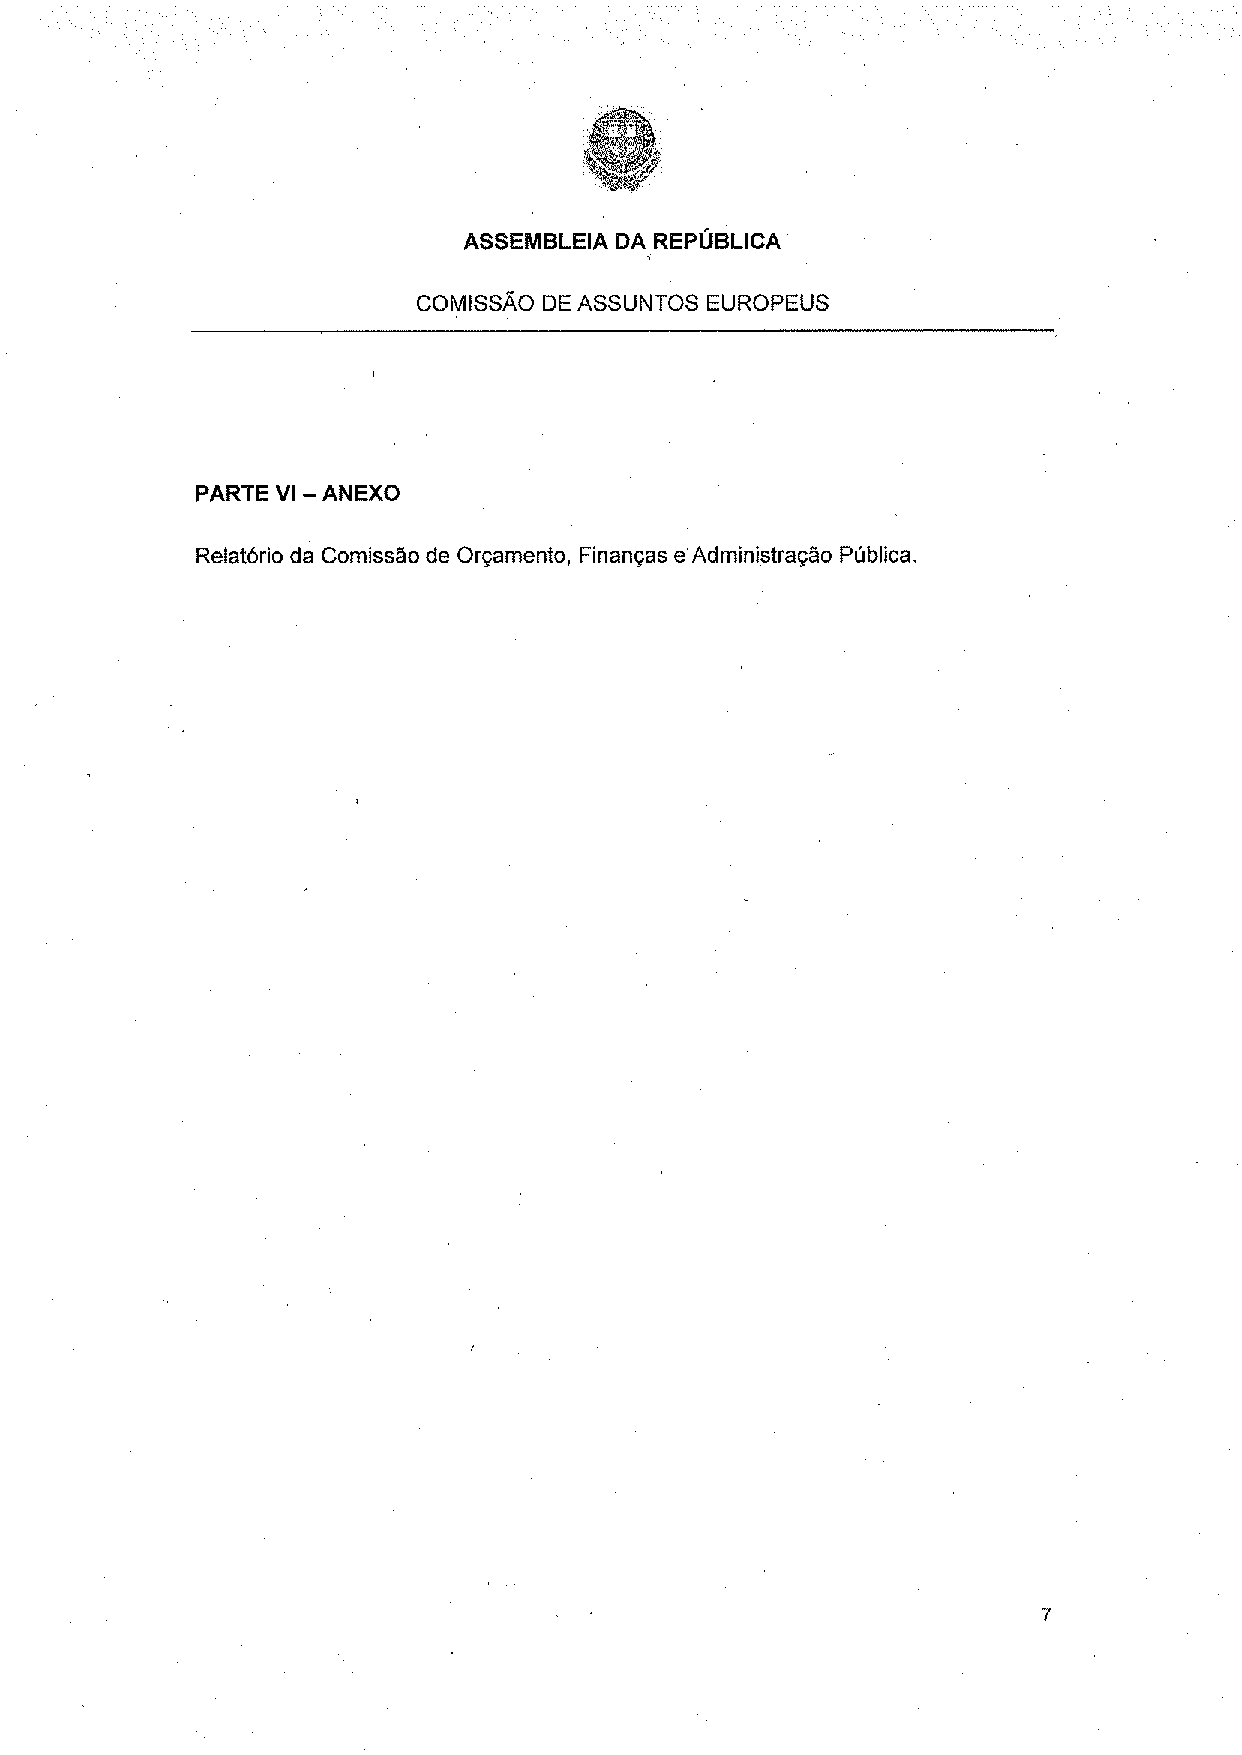 ASSEMBLEIA DA REPÚBLICA
COMISSÃO DE ASSUNTOS EUROPEUS
PARTE VI – ANEXO
Relatório da Comissão de Orçamento, Finanças e Administração Pública.
7